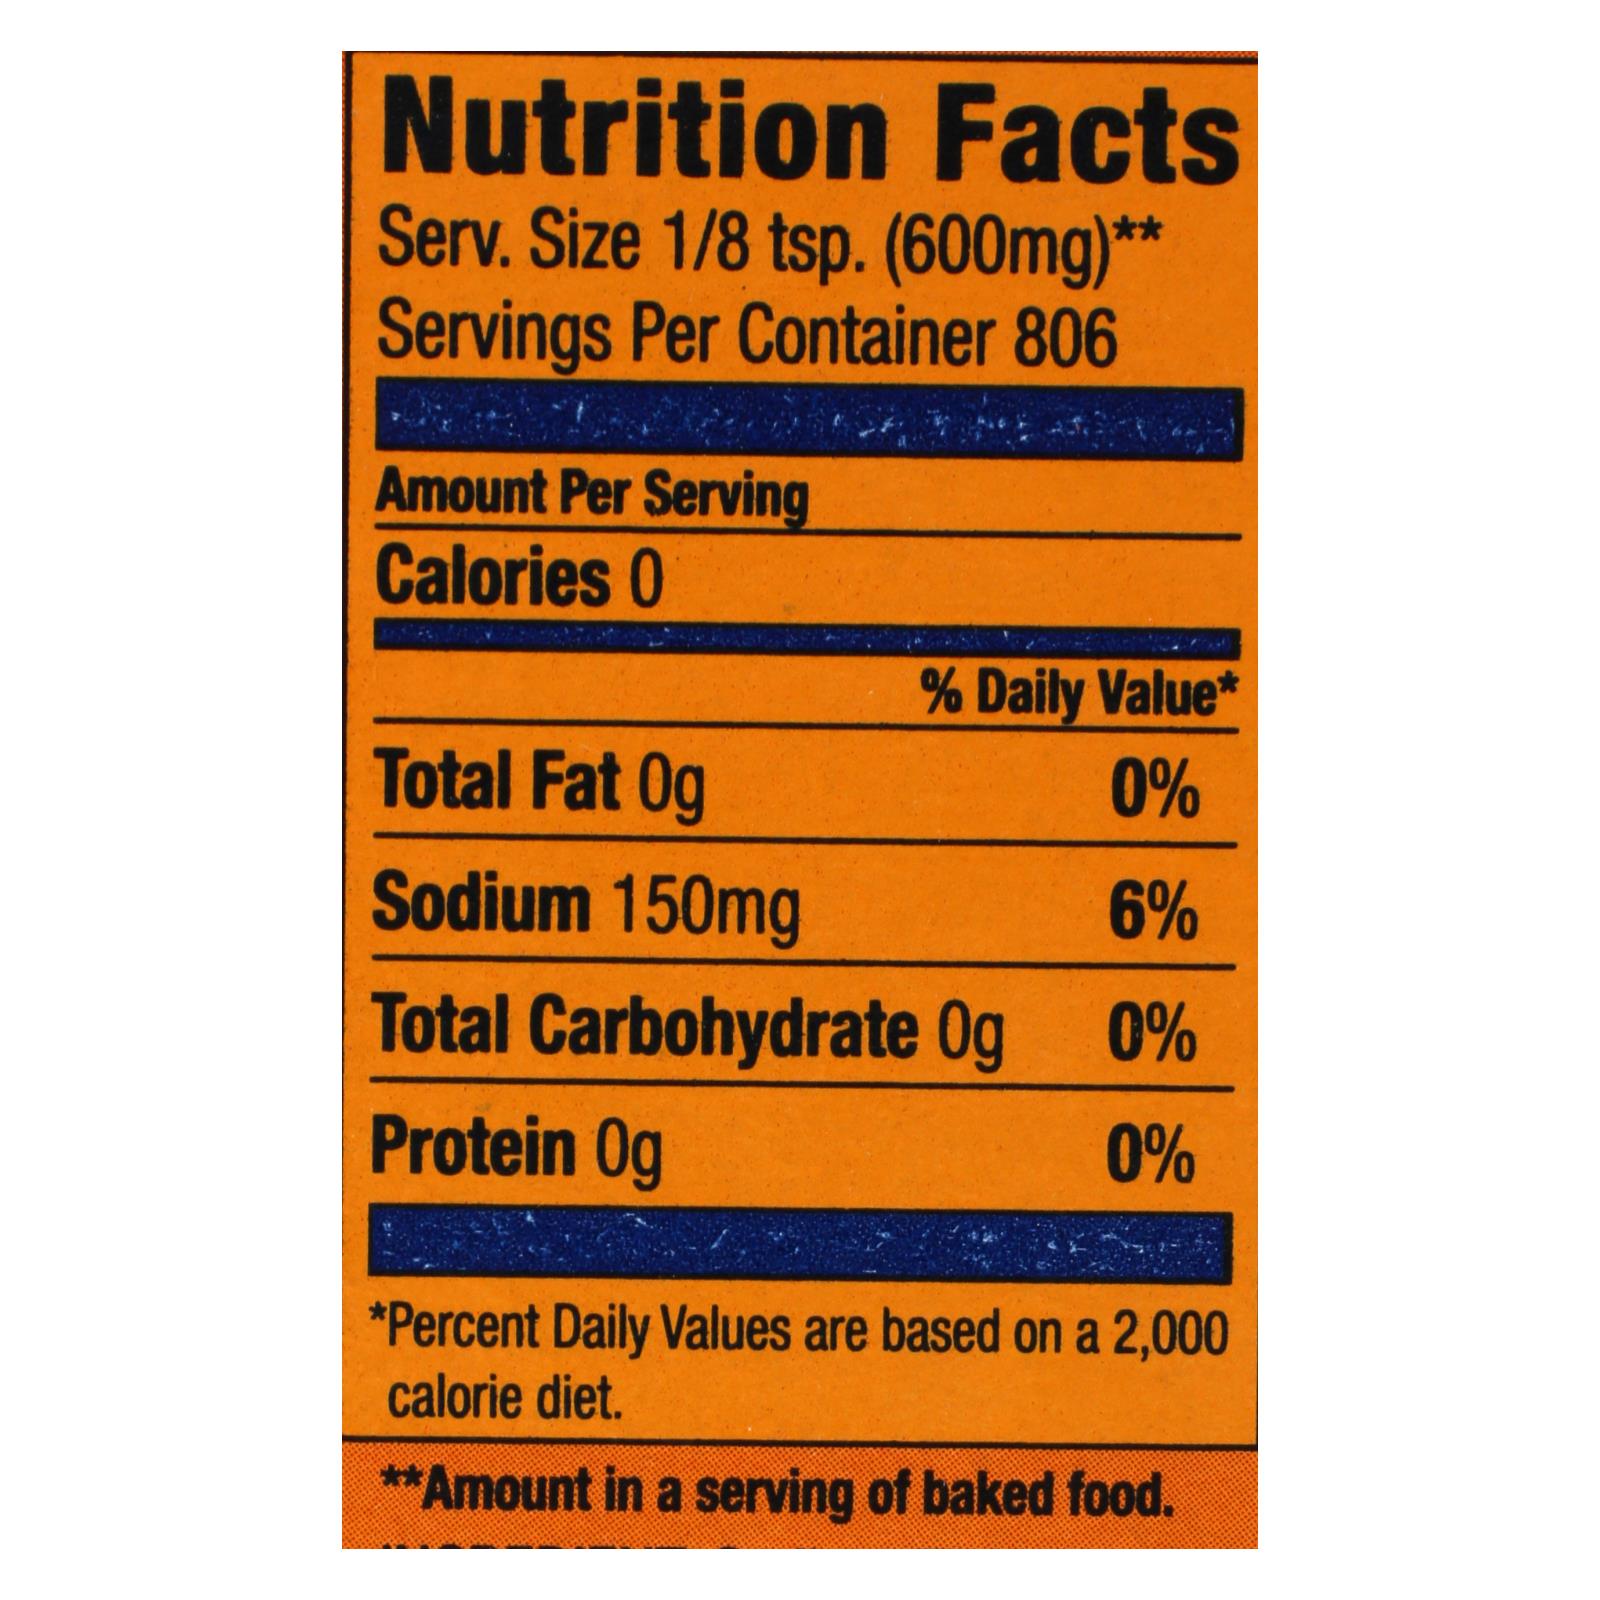 Nutrition Facts
Serv. Size 1/8 tsp. (600mg)**
Servings Per Container 806
Amount Per Serving
Calories 0
% Daily Value*
Total Fat 0g 0%
Sodium 150mg 6%
Total Carbohydrate 0g 0%
Protein 0g 0%
*Percent Daily Values are based on a 2,000
calorie diet.
**Amount in a serving of baked food.